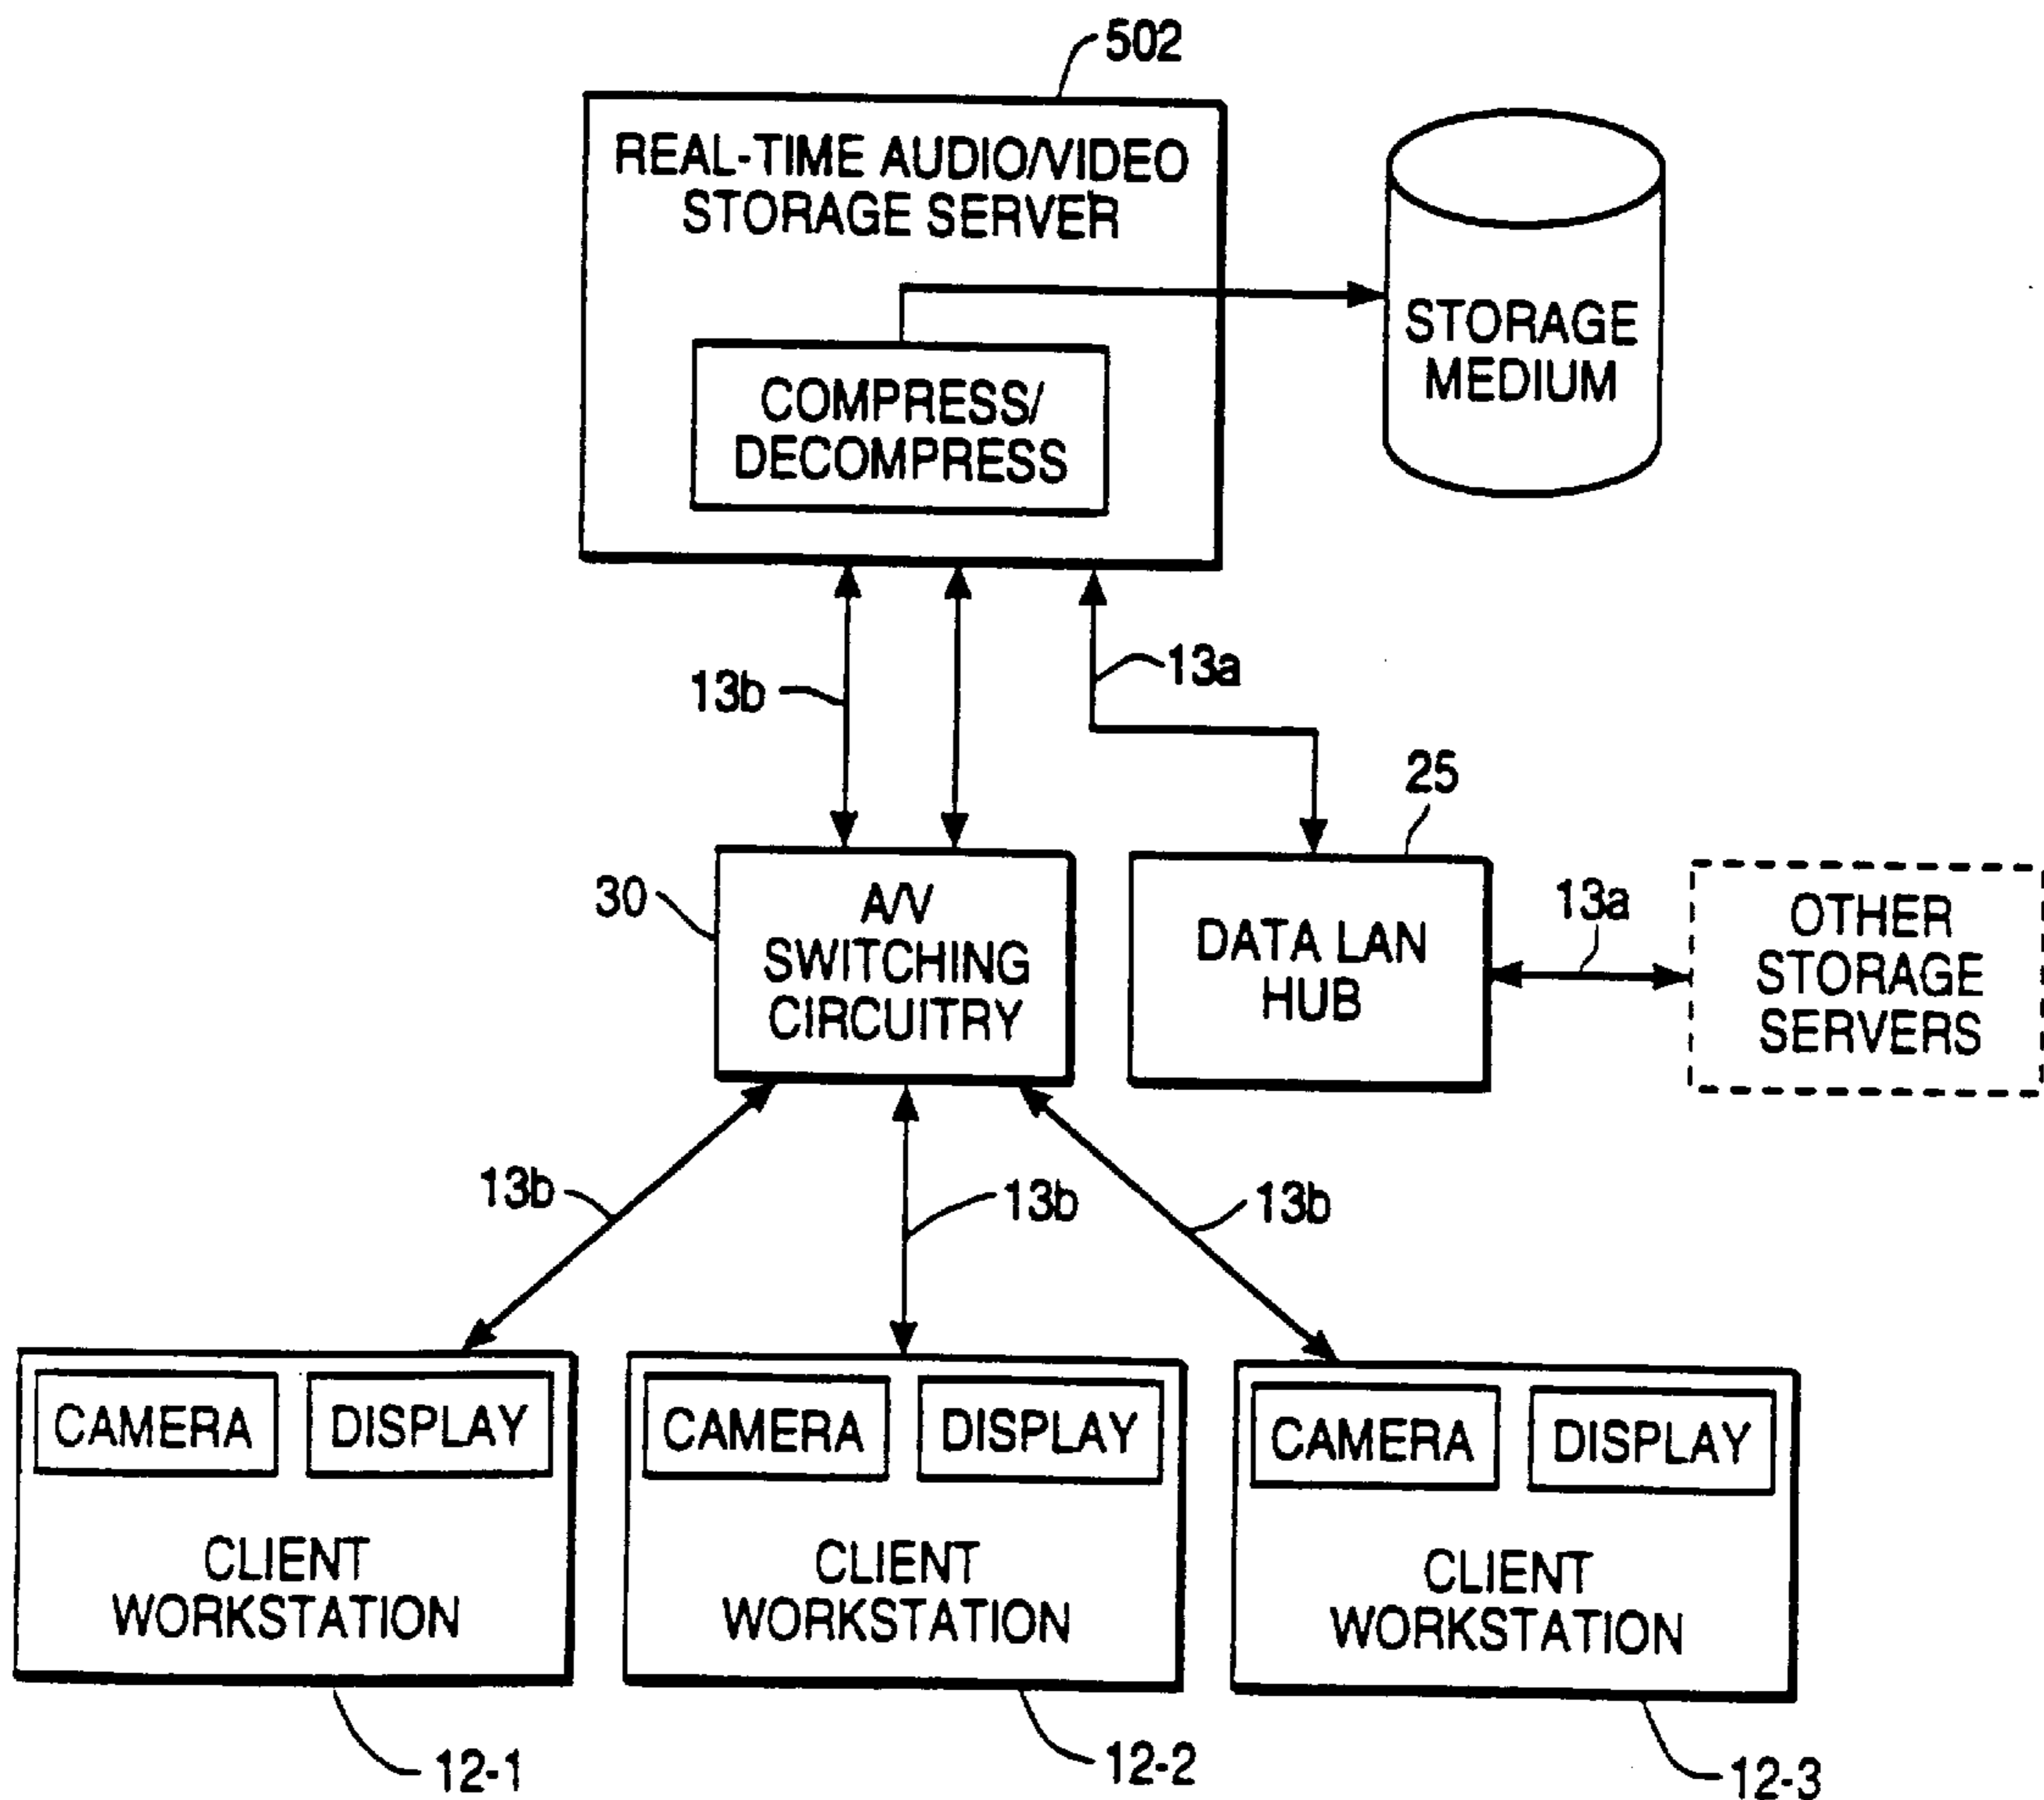 502
REAL-TIME AUDIO/VIDEO
STORAGE SERVER
COMPRESS/
DECOMPRESS
STORAGE
MEDIUM
13b
13a
25
30
A/V
SWITCHING
CIRCUITRY
DATA LAN
HUB
13a
OTHER
STORAGE
SERVERS
13b
13b
13b
CAMERA
DISPLAY
CLIENT
WORKSTATION
CAMERA
DISPLAY
CLIENT
WORKSTATION
CAMERA
DISPLAY
CLIENT
WORKSTATION
12-1
12-2
12-3